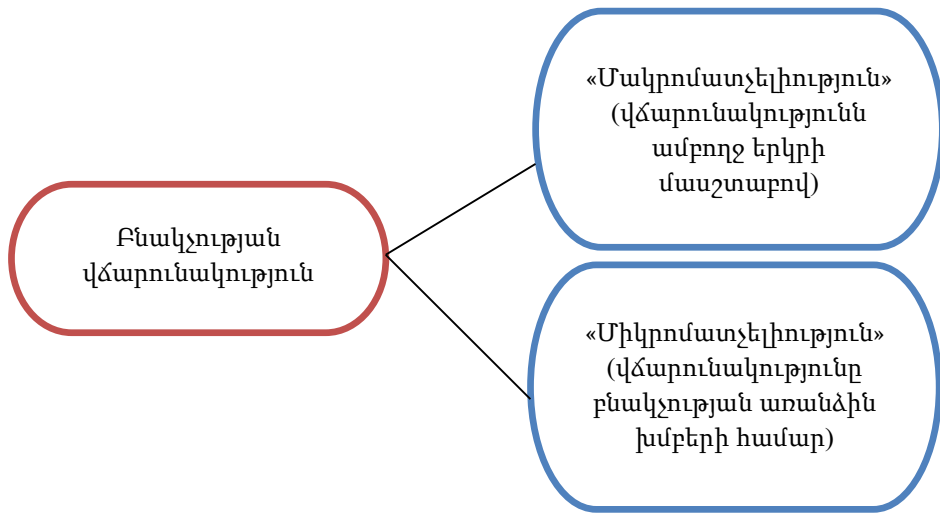 Բնակչության
վճարունակություն
«Մակրոմատչելիություն»
(վճարունակությունն
ամբողջ երկրի
մասշտաբով)
«Միկրոմատչելիություն»
(վճարունակությունը
բնակչության առանձին
խմբերի համար)